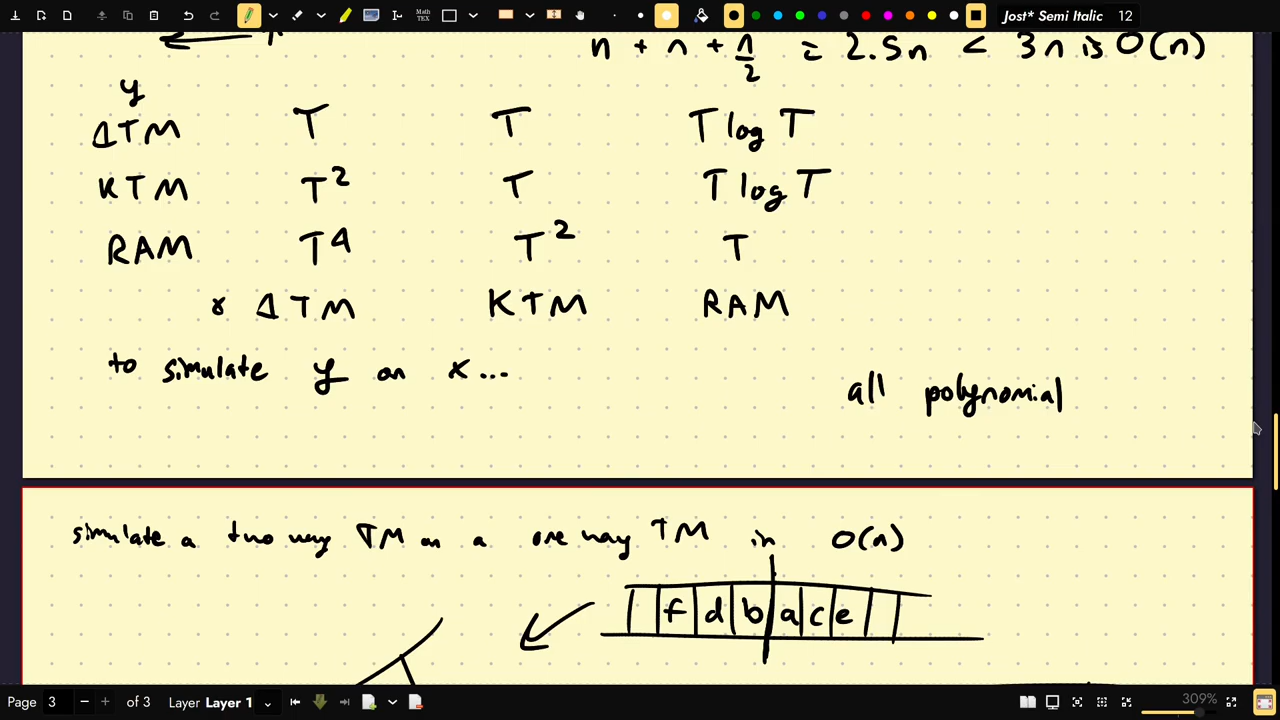 Jost* Semi Italic 12
n + n + n/2 = 2.5n < 3n is O(n)
y
1TM T T T log T
KTM T² T T log T
RAM T⁴ T² T
x 1TM KTM RAM
to simulate y on x...
all polynomial
simulate a two way TM on a one way TM in O(n)
f d b a c e
Page 3 of 3 Layer Layer 1 309%